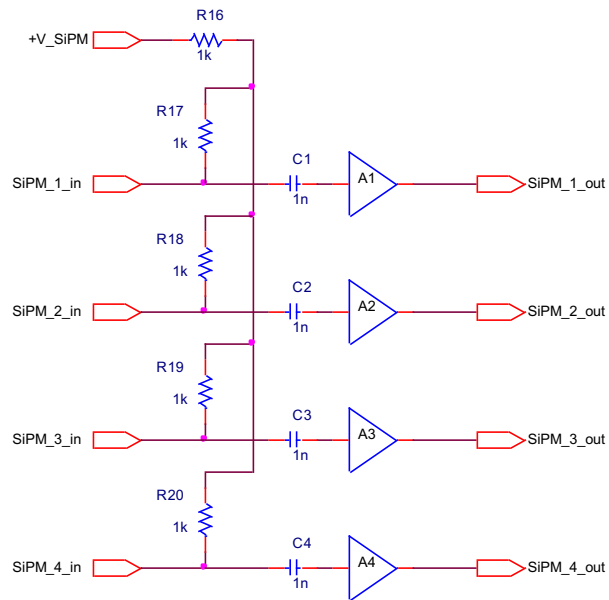 R16
+V_SiPM
1k
R17
1k
C1
A1
SiPM_1_in
SiPM_1_out
1n
R18
1k
C2
A2
SiPM_2_in
SiPM_2_out
1n
R19
1k
C3
A3
SiPM_3_in
SiPM_3_out
1n
R20
1k
C4
A4
SiPM_4_in
SiPM_4_out
1n